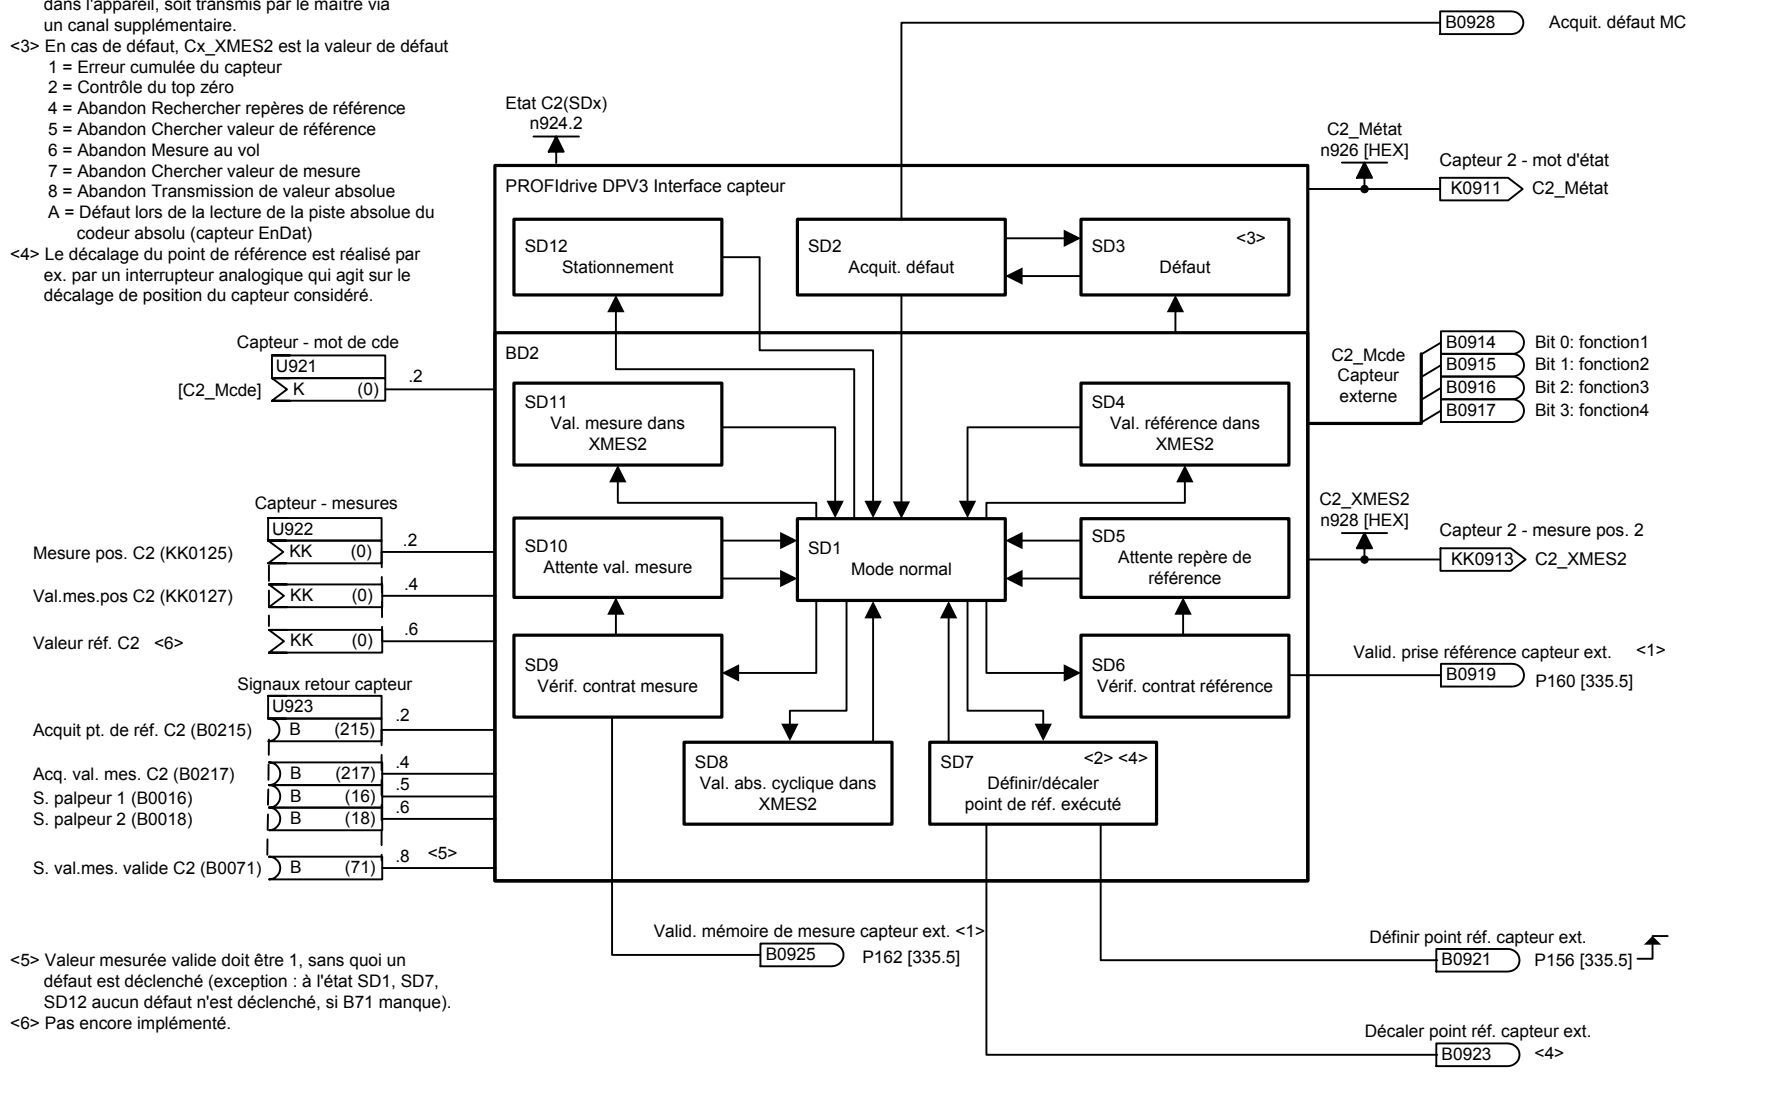 dans l'appareil, soit transmis par le maître via
un canal supplémentaire.
<3> En cas de défaut, Cx_XMES2 est la valeur de défaut
1 = Erreur cumulée du capteur
2 = Contrôle du top zéro
4 = Abandon Rechercher repères de référence
5 = Abandon Chercher valeur de référence
6 = Abandon Mesure au vol
7 = Abandon Chercher valeur de mesure
8 = Abandon Transmission de valeur absolue
A = Défaut lors de la lecture de la piste absolue du
codeur absolu (capteur EnDat)
<4> Le décalage du point de référence est réalisé par
ex. par un interrupteur analogique qui agit sur le
décalage de position du capteur considéré.
B0928 Acquit. défaut MC
Etat C2(SDx)
n924.2
C2_Métat
n926 [HEX]
Capteur 2 - mot d'état
K0911 C2_Métat
PROFIdrive DPV3 Interface capteur
SD12
Stationnement
SD2
Acquit. défaut
SD3 <3>
Défaut
Capteur - mot de cde
U921
[C2_Mcde] K (0) .2
BD2
C2_Mcde
Capteur
externe
B0914 Bit 0: fonction1
B0915 Bit 1: fonction2
B0916 Bit 2: fonction3
B0917 Bit 3: fonction4
SD11
Val. mesure dans
XMES2
SD4
Val. référence dans
XMES2
Capteur - mesures
U922
Mesure pos. C2 (KK0125) KK (0) .2
Val.mes.pos C2 (KK0127) KK (0) .4
Valeur réf. C2 <6> KK (0) .6
SD10
Attente val. mesure
SD1
Mode normal
SD5
Attente repère de
référence
C2_XMES2
n928 [HEX]
Capteur 2 - mesure pos. 2
KK0913 C2_XMES2
SD9
Vérif. contrat mesure
SD6
Vérif. contrat référence
Valid. prise référence capteur ext. <1>
B0919 P160 [335.5]
Signaux retour capteur
U923
Acquit pt. de réf. C2 (B0215) B (215) .2
Acq. val. mes. C2 (B0217) B (217) .4
S. palpeur 1 (B0016) B (16) .5
S. palpeur 2 (B0018) B (18) .6
S. val.mes. valide C2 (B0071) B (71) .8 <5>
SD8
Val. abs. cyclique dans
XMES2
SD7 <2> <4>
Définir/décaler
point de réf. exécuté
Valid. mémoire de mesure capteur ext. <1>
B0925 P162 [335.5]
Définir point réf. capteur ext.
B0921 P156 [335.5]
<5> Valeur mesurée valide doit être 1, sans quoi un
défaut est déclenché (exception : à l'état SD1, SD7,
SD12 aucun défaut n'est déclenché, si B71 manque).
<6> Pas encore implémenté.
Décaler point réf. capteur ext.
B0923 <4>